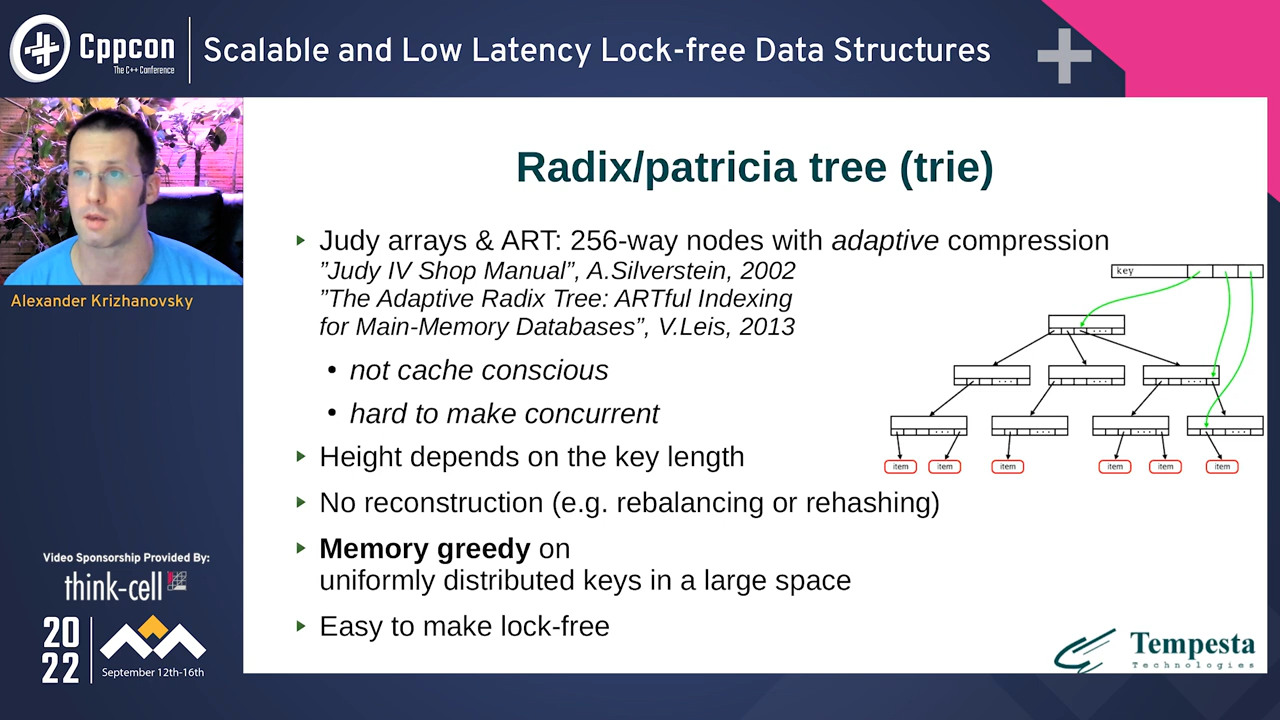 Cppcon
The C++ Conference
Scalable and Low Latency Lock-free Data Structures
Alexander Krizhanovsky
Radix/patricia tree (trie)
Judy arrays & ART: 256-way nodes with adaptive compression
”Judy IV Shop Manual”, A.Silverstein, 2002
”The Adaptive Radix Tree: ARTful Indexing
for Main-Memory Databases”, V.Leis, 2013
• not cache conscious
• hard to make concurrent
Height depends on the key length
No reconstruction (e.g. rebalancing or rehashing)
Memory greedy on
uniformly distributed keys in a large space
Easy to make lock-free
key
item item item item item item
Video Sponsorship Provided By:
think-cell
20
22
September 12th-16th
Tempesta
Technologies